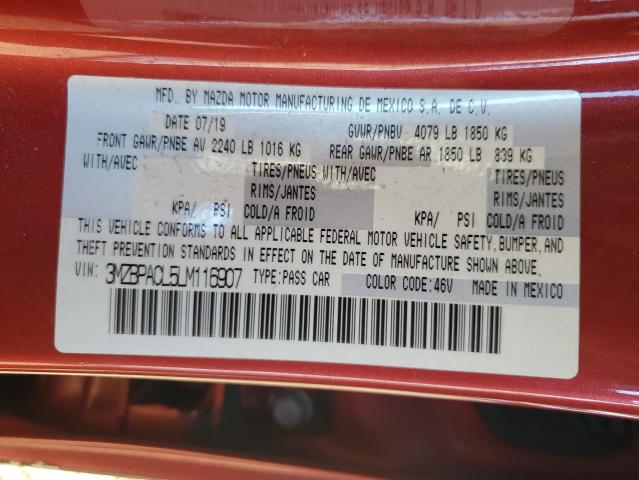 MFD. BY MAZDA MOTOR MANUFACTURING DE MEXICO S.A. DE C.V.
DATE 07/19 GVWR/PNBV 4079 LB 1850 KG
FRONT GAWR/PNBE AV 2240 LB 1016 KG REAR GAWR/PNBE AR 1850 LB 839 KG
WITH/AVEC TIRES/PNEUS WITH/AVEC TIRES/PNEUS
RIMS/JANTES RIMS/JANTES
KPA/ PSI COLD/A FROID KPA/ PSI COLD/A FROID
THIS VEHICLE CONFORMS TO ALL APPLICABLE FEDERAL MOTOR VEHICLE SAFETY, BUMPER, AND
THEFT PREVENTION STANDARDS IN EFFECT ON THE DATE OF MANUFACTURE SHOWN ABOVE.
VIN: 3MZBPACL5LM116907 TYPE:PASS CAR COLOR CODE:46V MADE IN MEXICO